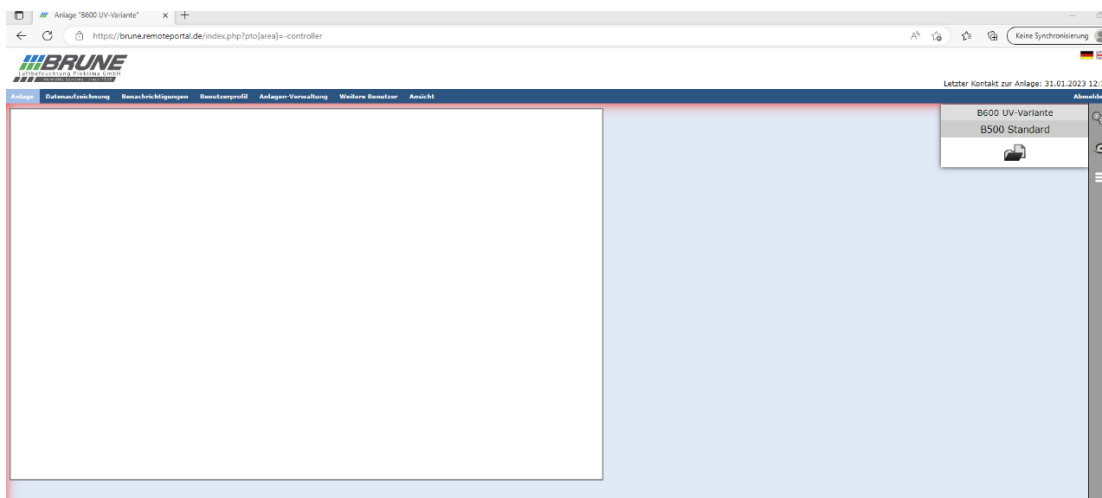 Anlage "B600 UV-Variante"
https://brune.remoteportal.de/index.php?pto[area]=-controller
Keine Synchronisierung
BRUNE
Luftbefeuchtung Proklima GmbH
Letzter Kontakt zur Anlage: 31.01.2023 12:
Anlage Datenaufzeichnung Benachrichtigungen Benutzerprofil Anlagen-Verwaltung Weitere Benutzer Ansicht Abmelde
B600 UV-Variante
B500 Standard